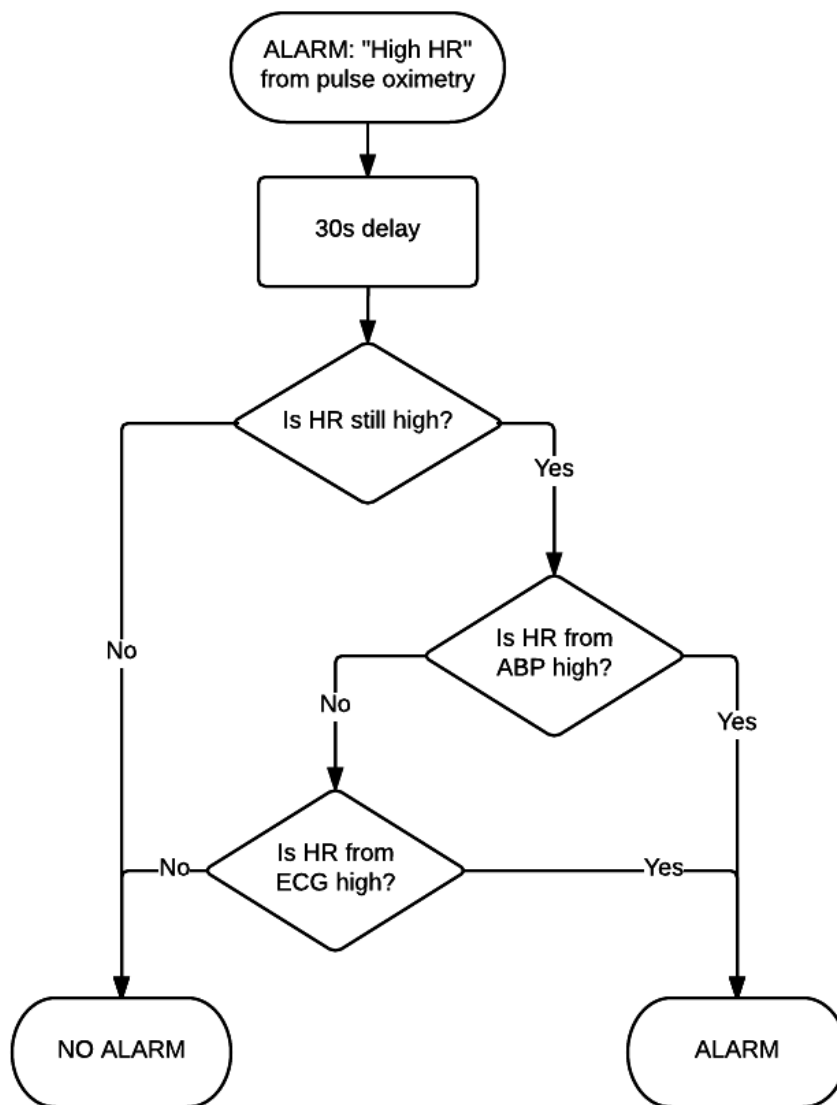 ALARM: "High HR"
from pulse oximetry
30s delay
Is HR still high?
Yes
Is HR from
ABP high?
No
No
Yes
Is HR from
ECG high?
No
Yes
NO ALARM
ALARM